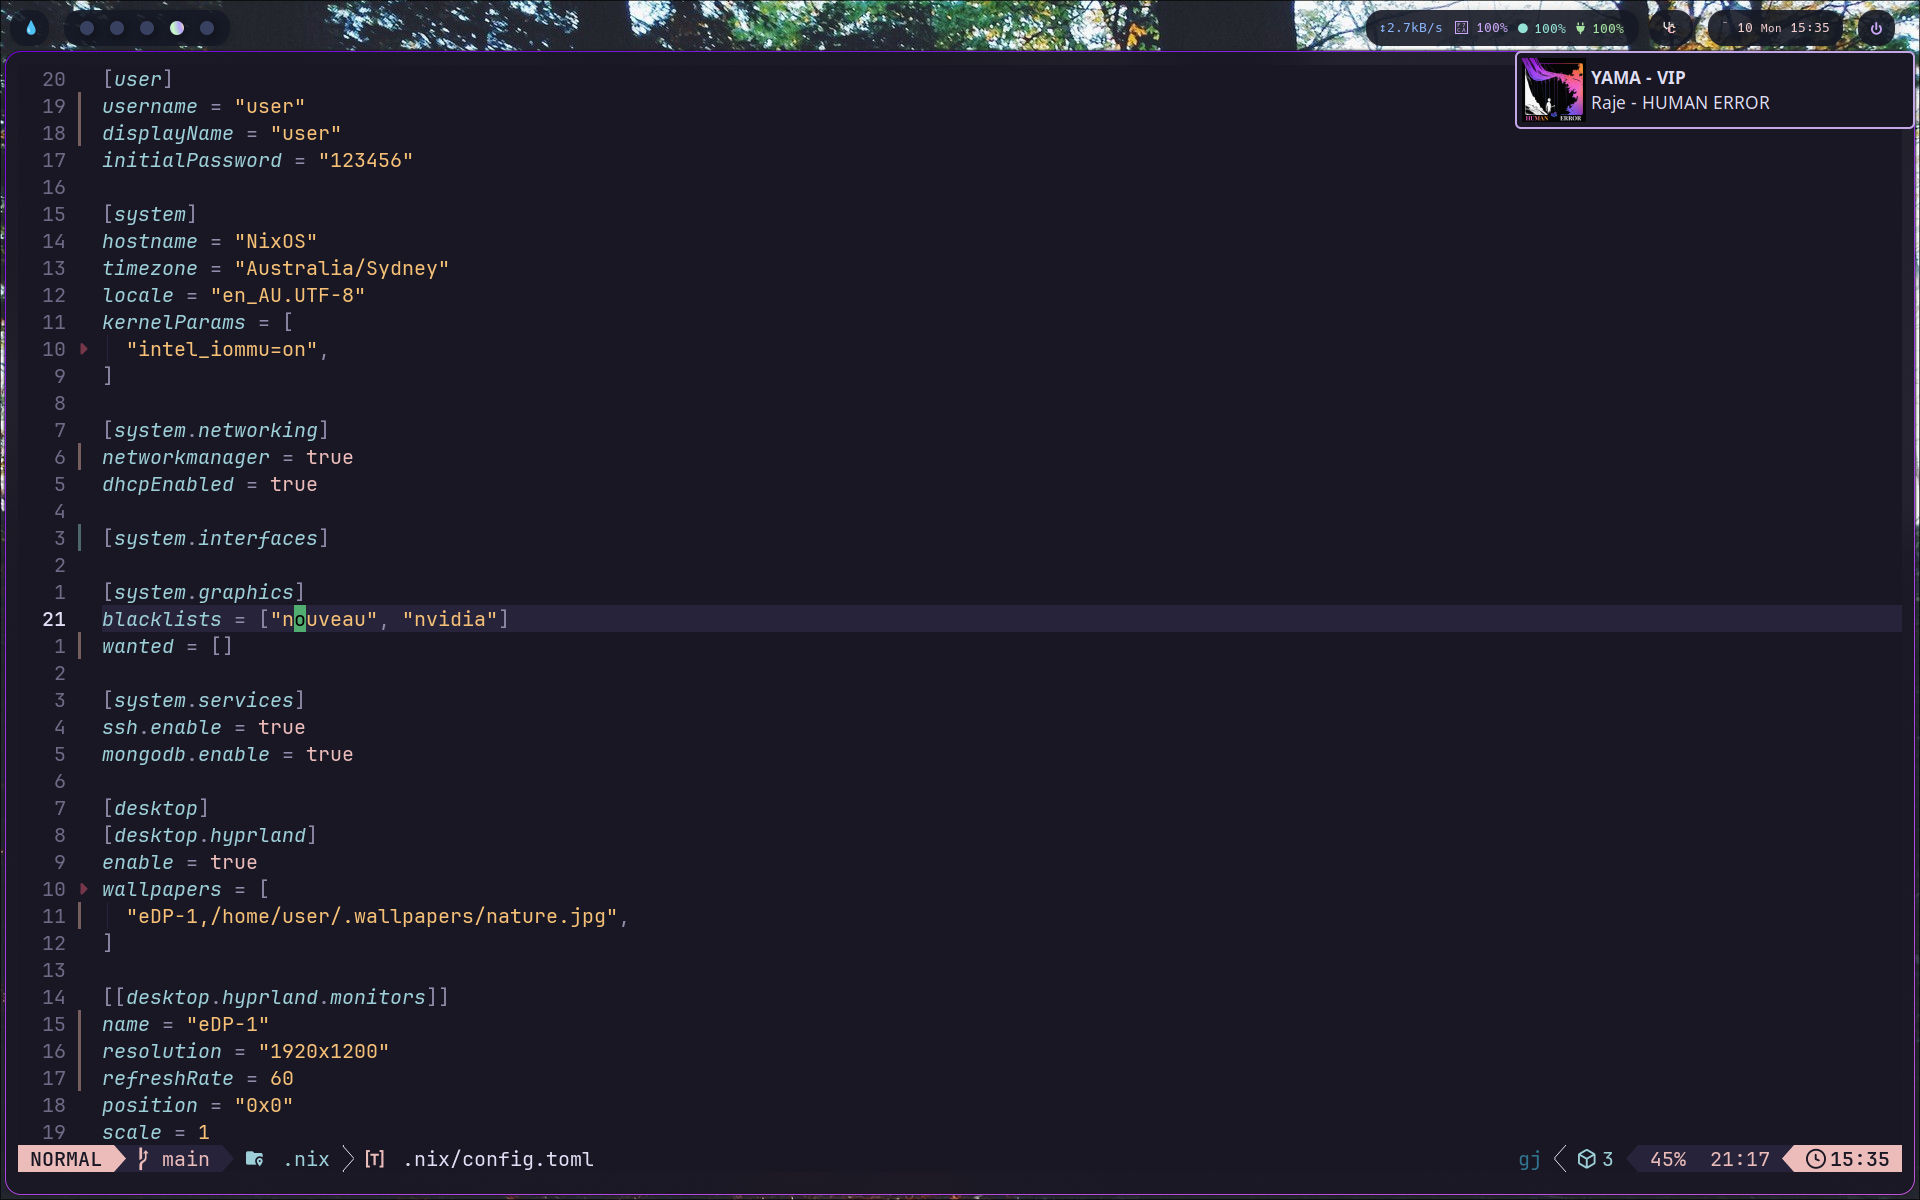 ↕2.7kB/s 100% 100% 100% 10 Mon 15:35
YAMA - VIP
Raje - HUMAN ERROR
HUMAN ERROR
20 [user]
19 username = "user"
18 displayName = "user"
17 initialPassword = "123456"
16
15 [system]
14 hostname = "NixOS"
13 timezone = "Australia/Sydney"
12 locale = "en_AU.UTF-8"
11 kernelParams = [
10 "intel_iommu=on",
9 ]
8
7 [system.networking]
6 networkmanager = true
5 dhcpEnabled = true
4
3 [system.interfaces]
2
1 [system.graphics]
21 blacklists = ["nouveau", "nvidia"]
1 wanted = []
2
3 [system.services]
4 ssh.enable = true
5 mongodb.enable = true
6
7 [desktop]
8 [desktop.hyprland]
9 enable = true
10 wallpapers = [
11 "eDP-1,/home/user/.wallpapers/nature.jpg",
12 ]
13
14 [[desktop.hyprland.monitors]]
15 name = "eDP-1"
16 resolution = "1920x1200"
17 refreshRate = 60
18 position = "0x0"
19 scale = 1
NORMAL main .nix [T] .nix/config.toml gj 3 45% 21:17 15:35